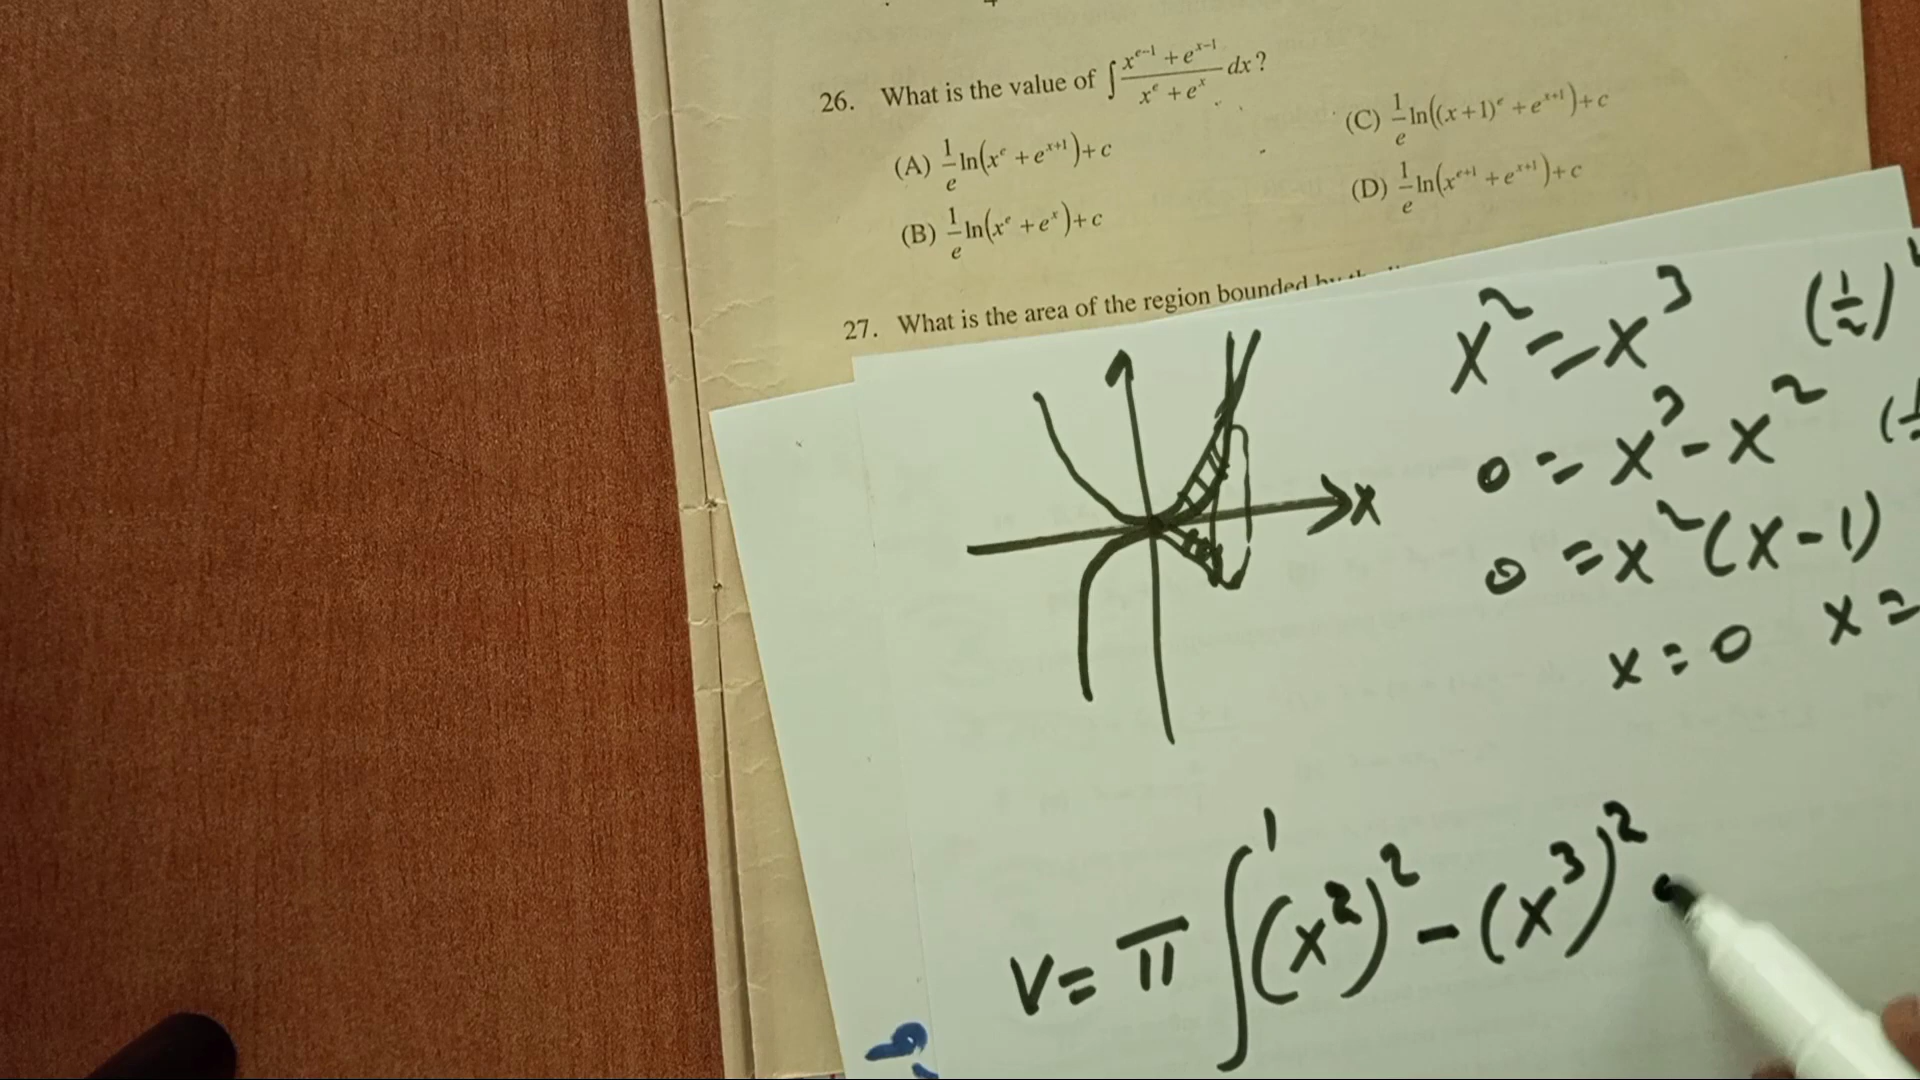 26. What is the value of ∫ (x^(e-1) + e^(x-1))/(x^e + e^x) dx?
(A) 1/e ln(x^e + e^(x+1)) + c
(B) 1/e ln(x^e + e^x) + c
(C) 1/e ln((x+1)^e + e^(x+1)) + c
(D) 1/e ln(x^(e+1) + e^(x+1)) + c
27. What is the area of the region bounded
x
x² = x³
0 = x³ - x²
0 = x²(x-1)
x = 0 x =
(1/2)
V = π ∫¹ (x²)² - (x³)²